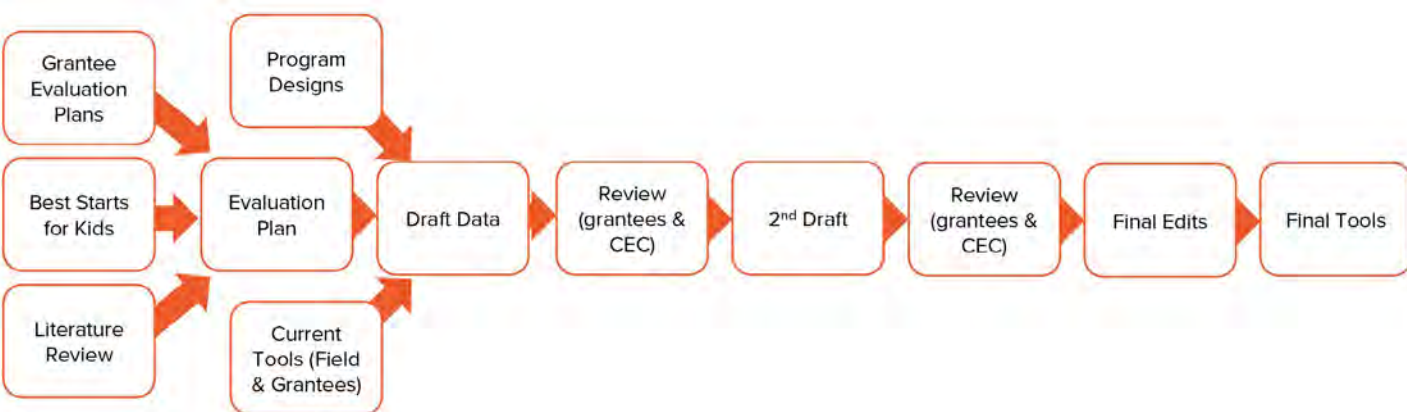 Grantee
Evaluation
Plans
Best Starts
for Kids
Literature
Review
Program
Designs
Evaluation
Plan
Current
Tools (Field
& Grantees)
Draft Data
Review
(grantees &
CEC)
2nd Draft
Review
(grantees &
CEC)
Final Edits
Final Tools